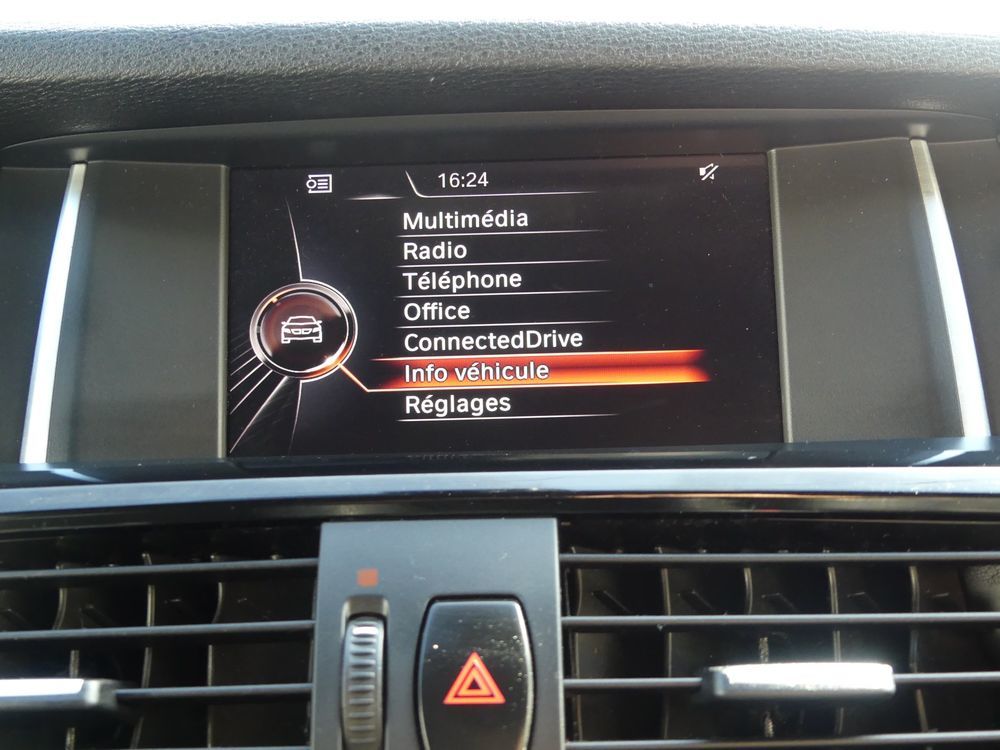 16:24
Multimédia
Radio
Téléphone
Office
ConnectedDrive
Info véhicule
Réglages